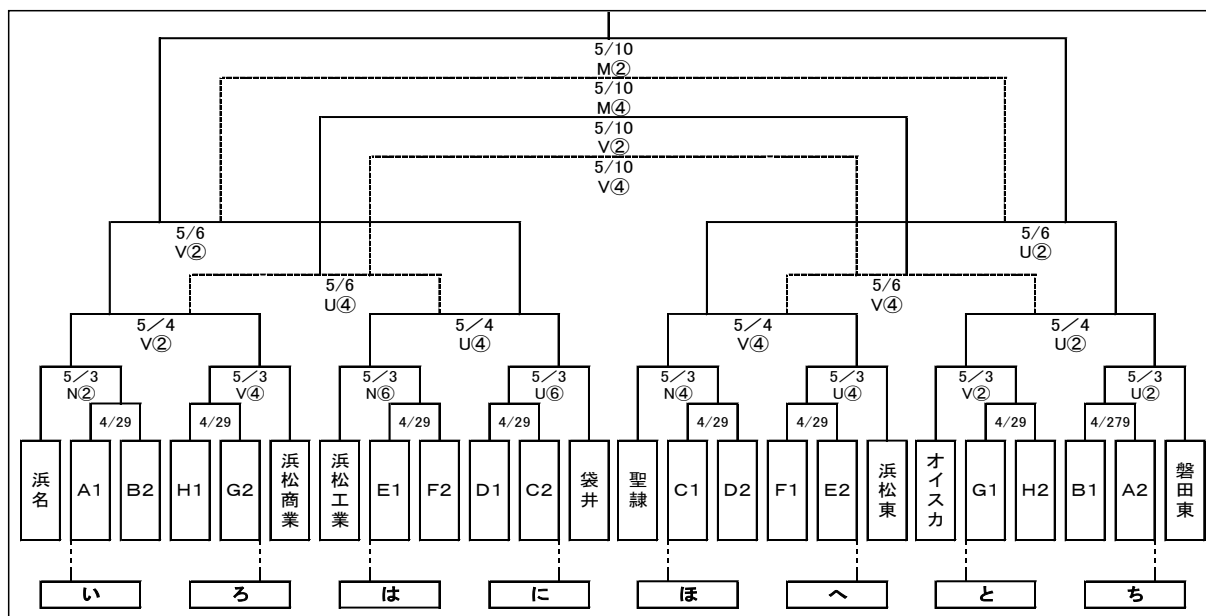 5/10
M②
5/10
M④
5/10
V②
5/10
V④
5/6
V②
5/6
U②
5/6
U④
5/6
V④
5/4
V②
5/4
U④
5/4
V④
5/4
U②
5/3
N②
5/3
V④
5/3
N⑥
5/3
U⑥
5/3
N④
5/3
U④
5/3
V②
5/3
U②
4/29
4/29
4/29
4/29
4/29
4/29
4/29
4/279
浜名
A1
B2
H1
G2
浜松商業
浜松工業
E1
F2
D1
C2
袋井
聖隷
C1
D2
F1
E2
浜松東
オイスカ
G1
H2
B1
A2
磐田東
い
ろ
は
に
ほ
へ
と
ち